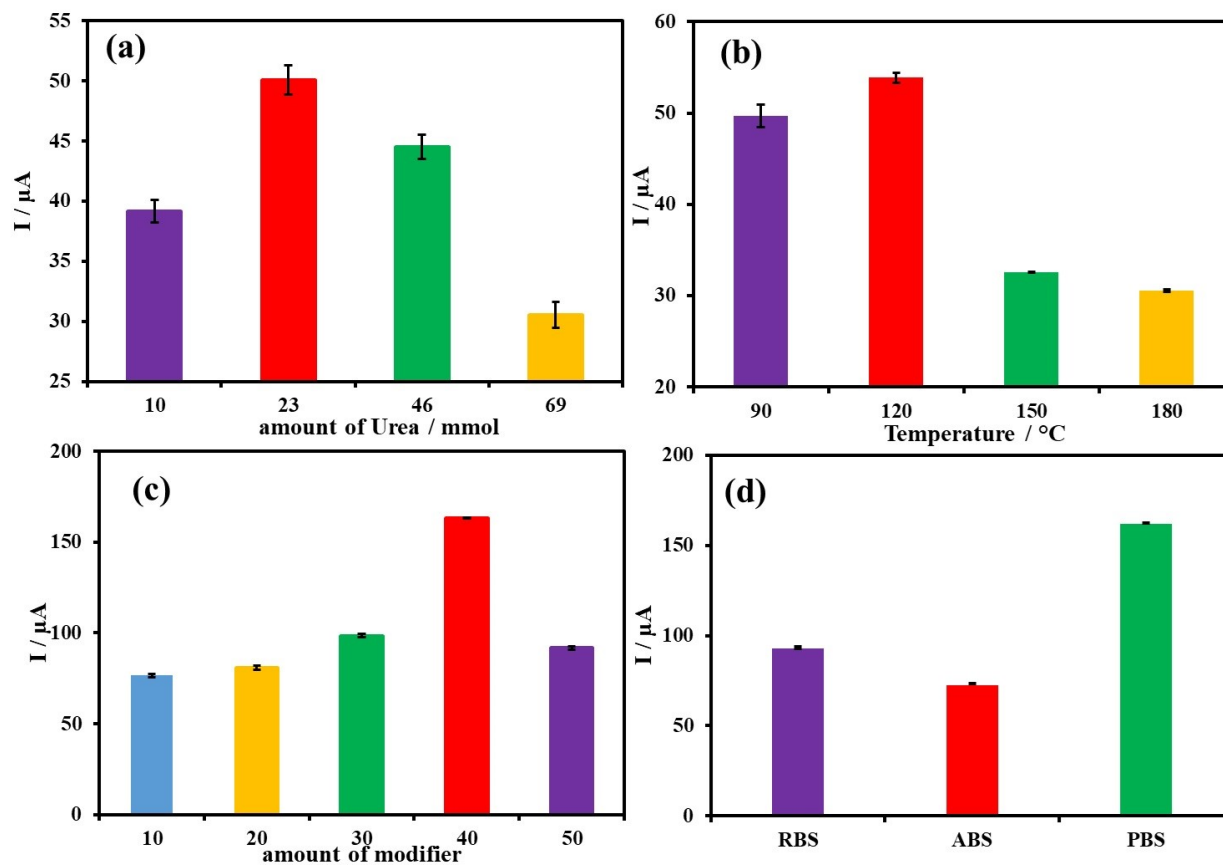 (a)
55
50
45
40
35
30
25
I / µA
10 23 46 69
amount of Urea / mmol
(b)
60
50
40
30
20
I / µA
90 120 150 180
Temperature / °C
(c)
200
150
100
50
0
I / µA
10 20 30 40 50
amount of modifier
(d)
200
150
100
50
0
I / µA
RBS ABS PBS